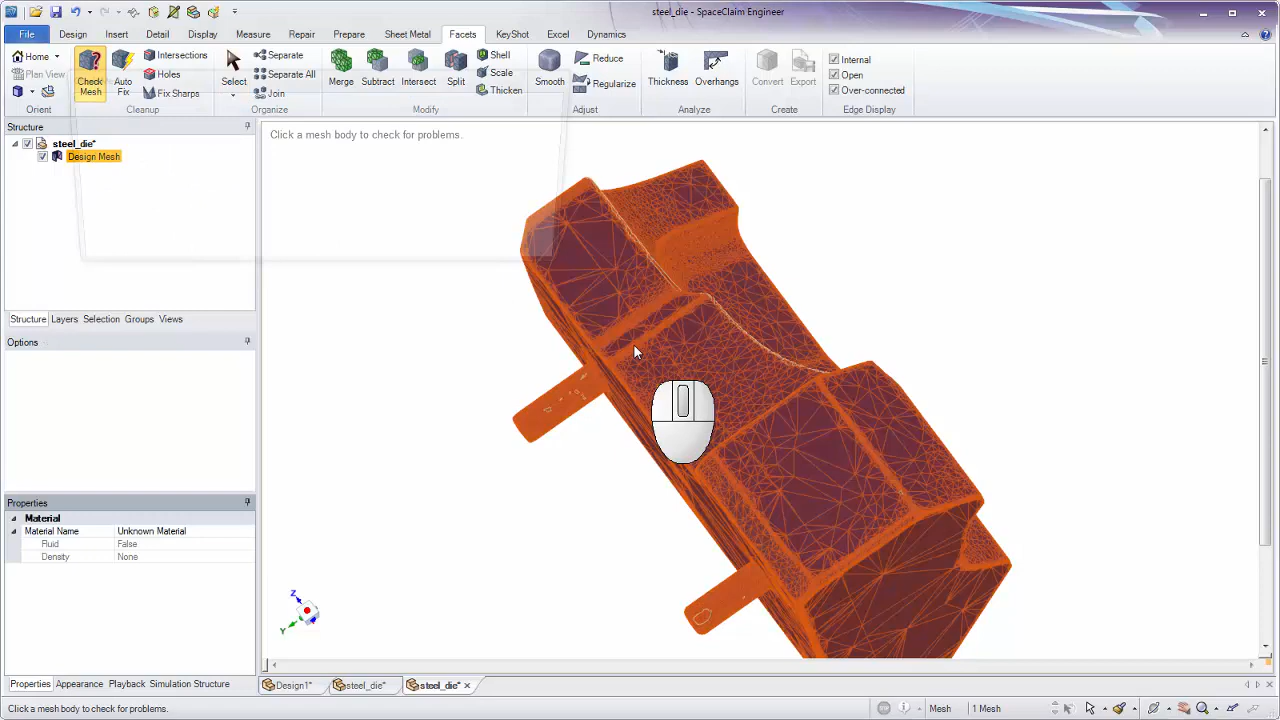 steel_die - SpaceClaim Engineer
File Design Insert Detail Display Measure Repair Prepare Sheet Metal Facets KeyShot Excel Dynamics
Home
Plan View
Orient
Check Mesh
Auto Fix
Intersections
Holes
Fix Sharps
Cleanup
Select
Separate
Separate All
Join
Organize
Merge
Subtract
Intersect
Split
Shell
Scale
Thicken
Modify
Smooth
Reduce
Regularize
Adjust
Thickness
Overhangs
Analyze
Convert
Export
Create
Internal
Open
Over-connected
Edge Display
Structure
steel_die*
Design Mesh
Click a mesh body to check for problems.
Structure Layers Selection Groups Views
Options
Properties
Material
Material Name Unknown Material
Fluid False
Density None
Z
Y
Properties Appearance Playback Simulation Structure
Design1* steel_die* steel_die*
Click a mesh body to check for problems.
Mesh 1 Mesh